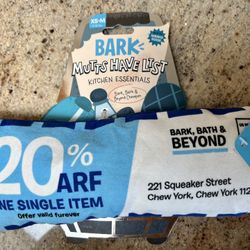 XS-M
BARK
MUTTS HAVE LIST
KITCHEN ESSENTIALS
Bark, Bath &
Beyond Chewpon
20%
ARF
NE SINGLE ITEM
Offer valid furever
BARK, BATH &
BEYOND
221 Squeaker Street
Chew York, Chew York 112